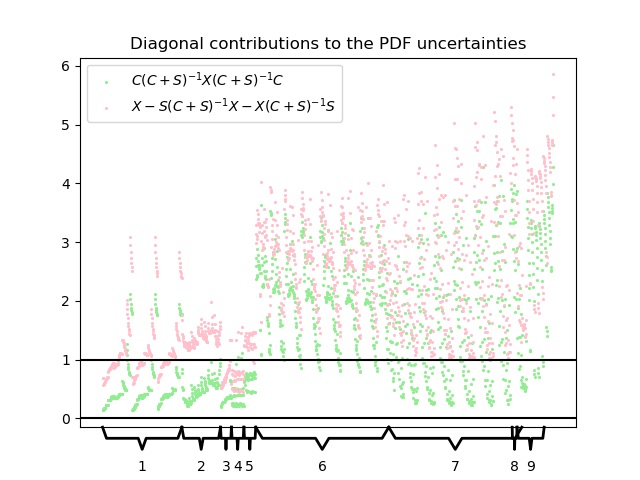 Diagonal contributions to the PDF uncertainties
6
5
4
3
2
1
0
C(C + S)⁻¹X(C + S)⁻¹C
X − S(C + S)⁻¹X − X(C + S)⁻¹S
1 2 3 4 5 6 7 8 9